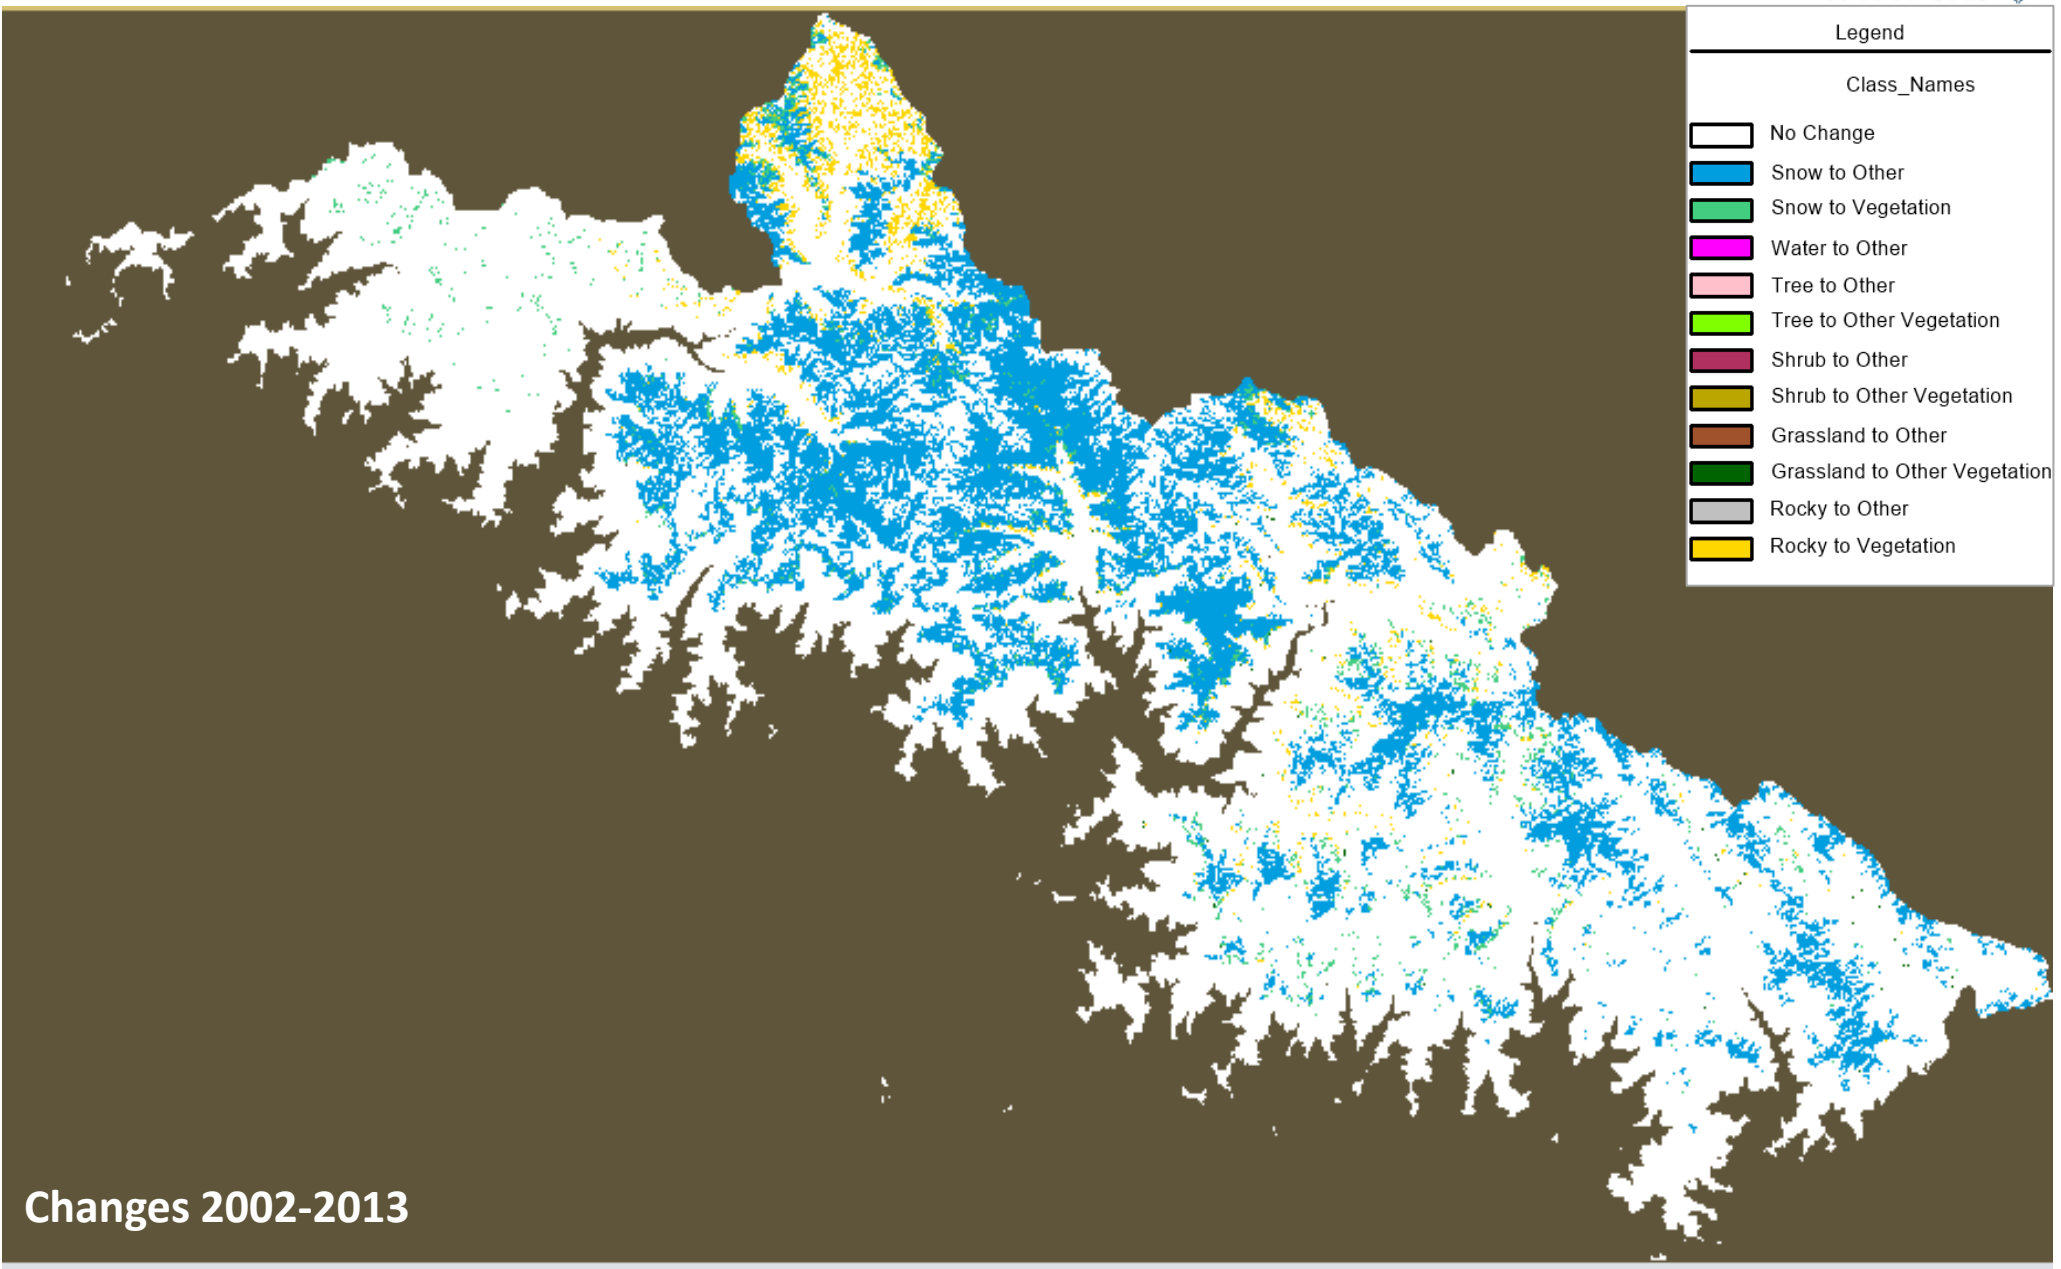 Legend
Class_Names
No Change
Snow to Other
Snow to Vegetation
Water to Other
Tree to Other
Tree to Other Vegetation
Shrub to Other
Shrub to Other Vegetation
Grassland to Other
Grassland to Other Vegetation
Rocky to Other
Rocky to Vegetation
Changes 2002-2013